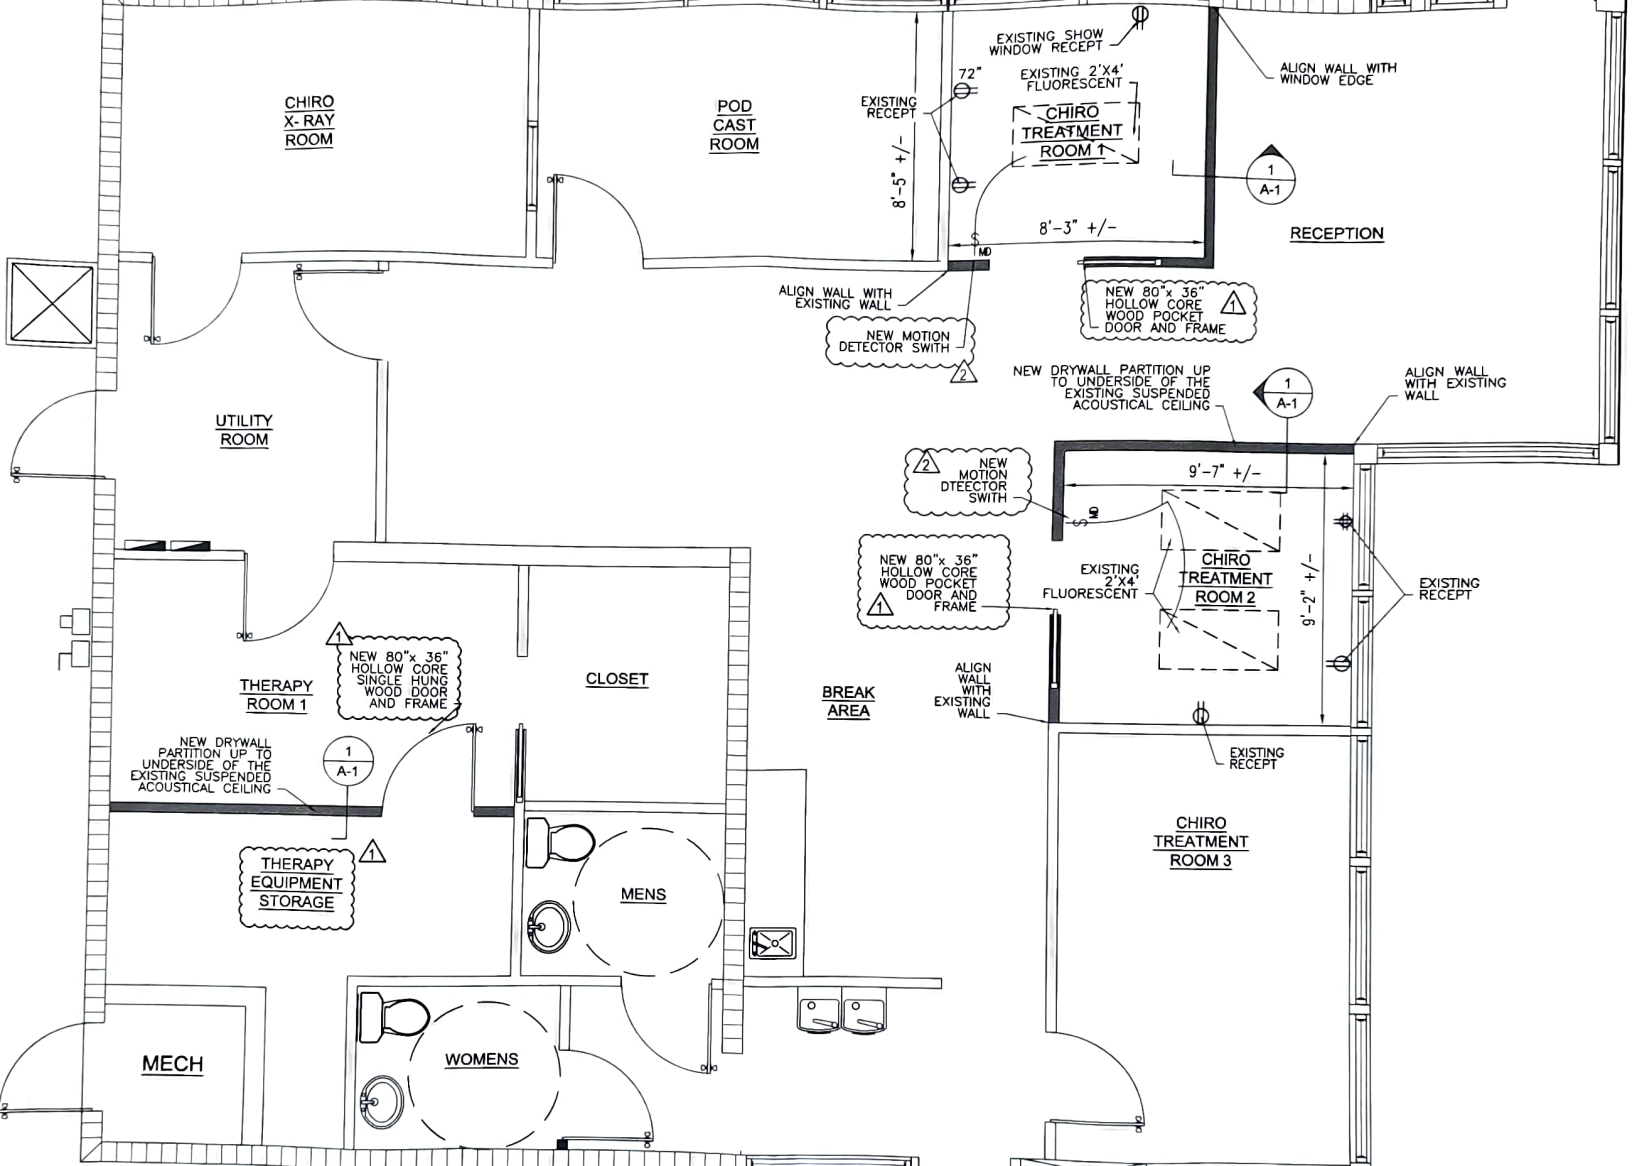 EXISTING SHOW
WINDOW RECEPT
ALIGN WALL WITH
WINDOW EDGE
72"
EXISTING 2'X4'
FLUORESCENT
EXISTING
RECEPT
CHIRO
X- RAY
ROOM
POD
CAST
ROOM
CHIRO
TREATMENT
ROOM 1
8'-5" +/-
1
A-1
8'-3" +/-
RECEPTION
S
MD
ALIGN WALL WITH
EXISTING WALL
NEW 80"x 36"
HOLLOW CORE
WOOD POCKET
DOOR AND FRAME
1
NEW MOTION
DETECTOR SWITH
2
NEW DRYWALL PARTITION UP
TO UNDERSIDE OF THE
EXISTING SUSPENDED
ACOUSTICAL CEILING
1
A-1
ALIGN WALL
WITH EXISTING
WALL
UTILITY
ROOM
2
NEW
MOTION
DTEECTOR
SWITH
9'-7" +/-
S
MD
NEW 80"x 36"
HOLLOW CORE
WOOD POCKET
DOOR AND
FRAME
1
EXISTING
2'X4'
FLUORESCENT
CHIRO
TREATMENT
ROOM 2
9'-2" +/-
EXISTING
RECEPT
1
NEW 80"x 36"
HOLLOW CORE
SINGLE HUNG
WOOD DOOR
AND FRAME
THERAPY
ROOM 1
CLOSET
BREAK
AREA
ALIGN
WALL
WITH
EXISTING
WALL
NEW DRYWALL
PARTITION UP TO
UNDERSIDE OF THE
EXISTING SUSPENDED
ACOUSTICAL CEILING
1
A-1
EXISTING
RECEPT
CHIRO
TREATMENT
ROOM 3
THERAPY
EQUIPMENT
STORAGE
1
MENS
MECH
WOMENS